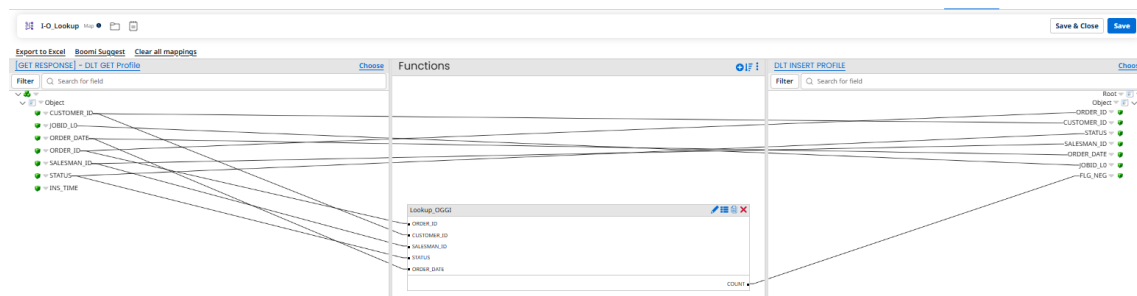 I-O_Lookup Map
Save & Close Save
Export to Excel Boomi Suggest Clear all mappings
[GET RESPONSE] - DLT GET Profile Choose
Filter Search for field
Object
CUSTOMER_ID
JOBID_L0
ORDER_DATE
ORDER_ID
SALESMAN_ID
STATUS
INS_TIME
Functions
Lookup_OGGI
ORDER_ID
CUSTOMER_ID
SALESMAN_ID
STATUS
ORDER_DATE
COUNT
DLT INSERT PROFILE Choos
Filter Search for field
Root
Object
ORDER_ID
CUSTOMER_ID
STATUS
SALESMAN_ID
ORDER_DATE
JOBID_L0
FLG_NEG